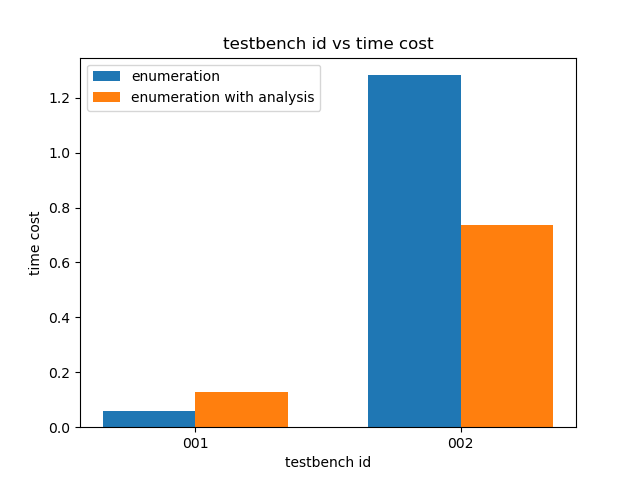 testbench id vs time cost
enumeration
enumeration with analysis
time cost
1.2
1.0
0.8
0.6
0.4
0.2
0.0
001
002
testbench id